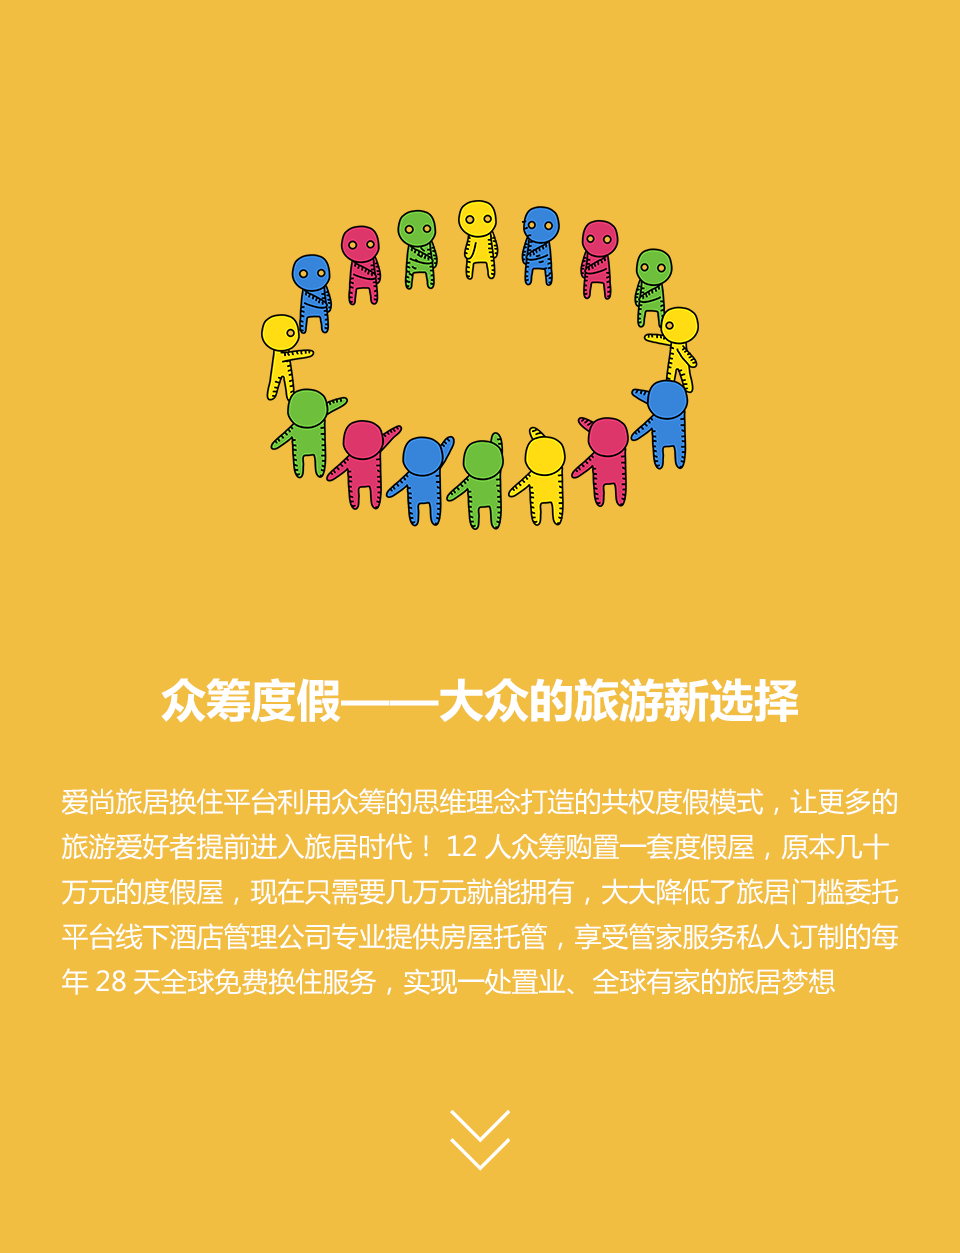 众筹度假——大众的旅游新选择
爱尚旅居换住平台利用众筹的思维理念打造的共权度假模式，让更多的
旅游爱好者提前进入旅居时代！12 人众筹购置一套度假屋，原本几十
万元的度假屋，现在只需要几万元就能拥有，大大降低了旅居门槛委托
平台线下酒店管理公司专业提供房屋托管，享受管家服务私人订制的每
年 28 天全球免费换住服务，实现一处置业、全球有家的旅居梦想